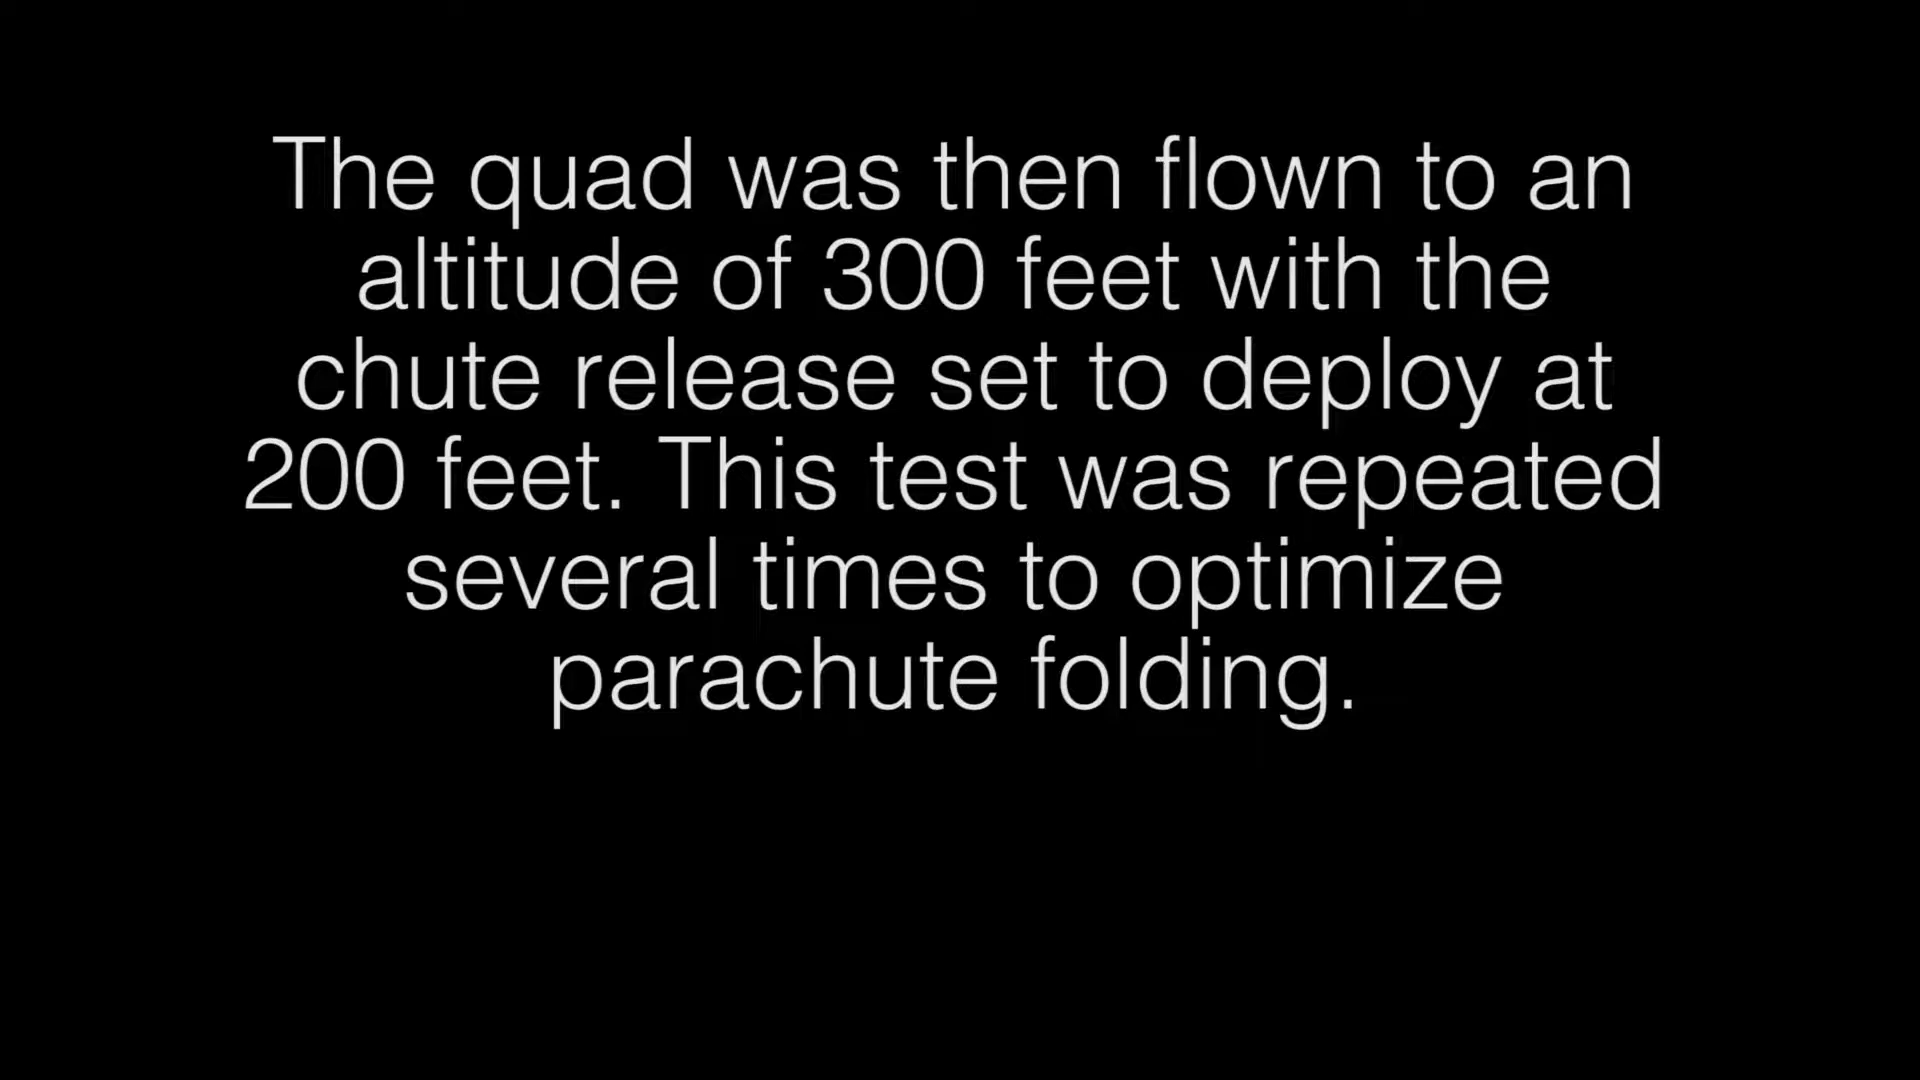 The quad was then flown to an
altitude of 300 feet with the
chute release set to deploy at
200 feet. This test was repeated
several times to optimize
parachute folding.